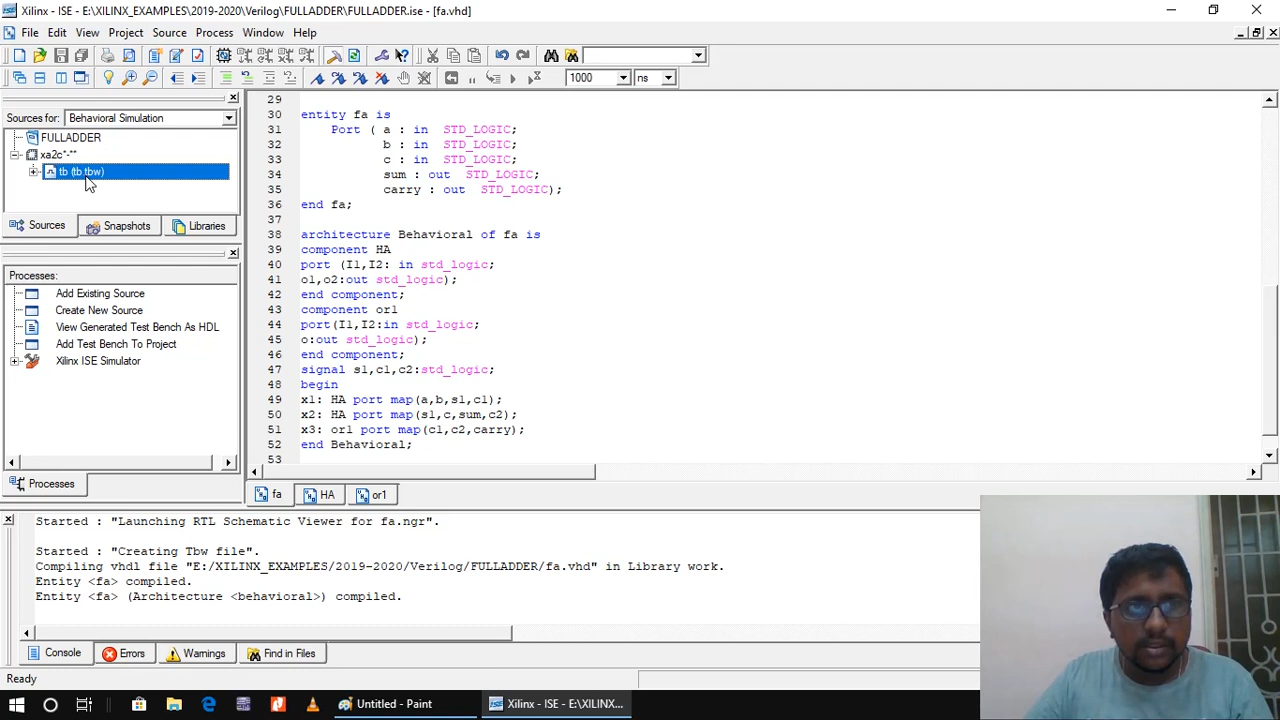 Xilinx - ISE - E:\XILINX_EXAMPLES\2019-2020\Verilog\FULLADDER\FULLADDER.ise - [fa.vhd]
File Edit View Project Source Process Window Help
1000 ns
Sources for: Behavioral Simulation
FULLADDER
xa2c*-**
tb (tb.tbw)
Sources Snapshots Libraries
Processes:
Add Existing Source
Create New Source
View Generated Test Bench As HDL
Add Test Bench To Project
Xilinx ISE Simulator
Processes
29
30 entity fa is
31 Port ( a : in STD_LOGIC;
32 b : in STD_LOGIC;
33 c : in STD_LOGIC;
34 sum : out STD_LOGIC;
35 carry : out STD_LOGIC);
36 end fa;
37
38 architecture Behavioral of fa is
39 component HA
40 port (I1,I2: in std_logic;
41 o1,o2:out std_logic);
42 end component;
43 component or1
44 port(I1,I2:in std_logic;
45 o:out std_logic);
46 end component;
47 signal s1,c1,c2:std_logic;
48 begin
49 x1: HA port map(a,b,s1,c1);
50 x2: HA port map(s1,c,sum,c2);
51 x3: or1 port map(c1,c2,carry);
52 end Behavioral;
53
fa HA or1
Started : "Launching RTL Schematic Viewer for fa.ngr".
Started : "Creating Tbw file".
Compiling vhdl file "E:/XILINX_EXAMPLES/2019-2020/Verilog/FULLADDER/fa.vhd" in Library work.
Entity <fa> compiled.
Entity <fa> (Architecture <behavioral>) compiled.
Console Errors Warnings Find in Files
Ready
Untitled - Paint Xilinx - ISE - E:\XILINX...